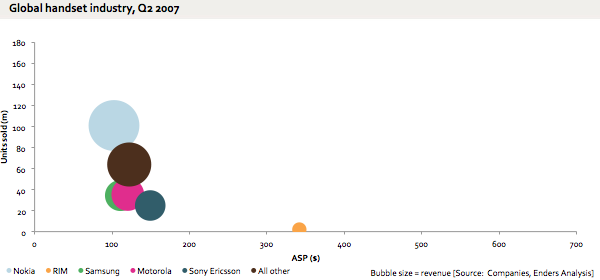 Global handset industry, Q2 2007
Units sold (m)
180
160
140
120
100
80
60
40
20
0
0 100 200 300 400 500 600 700
ASP ($)
Nokia RIM Samsung Motorola Sony Ericsson All other
Bubble size = revenue [Source: Companies, Enders Analysis]